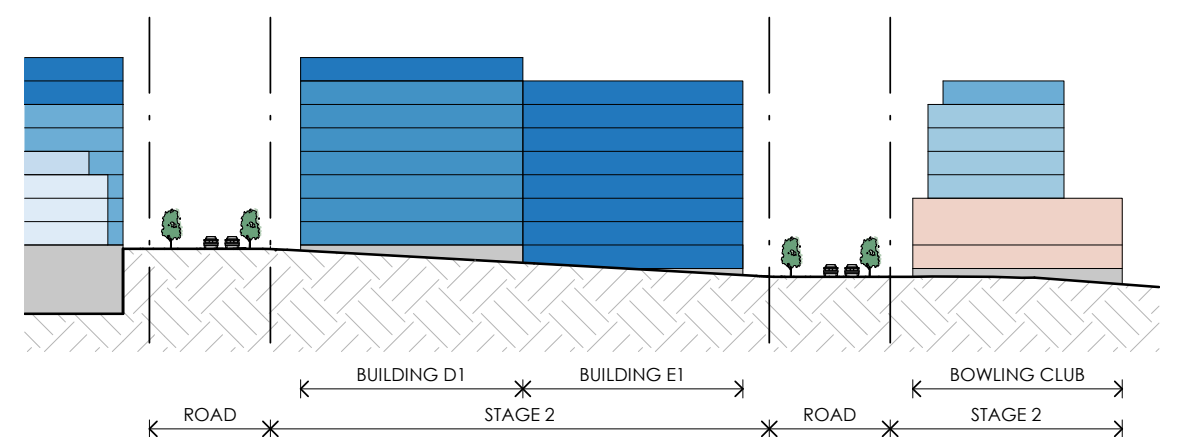 BUILDING D1 BUILDING E1 BOWLING CLUB
ROAD STAGE 2 ROAD STAGE 2